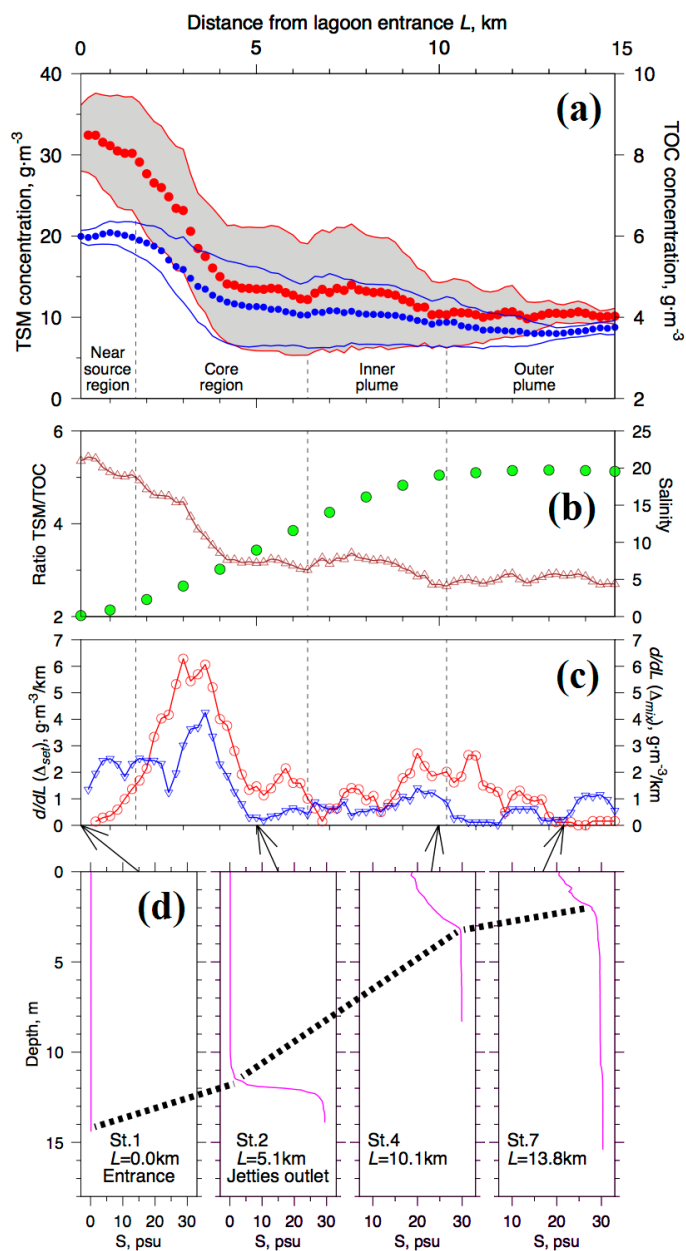 Distance from lagoon entrance L, km
0 5 10 15
40 10
(a)
30 8
20 6
10 4
0 2
TSM concentration, g·m-3
TOC concentration, g·m-3
Near source region
Core region
Inner plume
Outer plume
6 25
20
5 15
(b)
4 10
3 5
2 0
Ratio TSM/TOC
Salinity
7 7
6 6
5 5
(c)
4 4
3 3
2 2
1 1
0 0
d/dL (Δset), g·m-3/km
d/dL (Δmix), g·m-3/km
0
(d)
5
10
15
Depth, m
St.1
L=0.0km
Entrance
St.2
L=5.1km
Jetties outlet
St.4
L=10.1km
St.7
L=13.8km
0 10 20 30
0 10 20 30
0 10 20 30
0 10 20 30
S, psu
S, psu
S, psu
S, psu